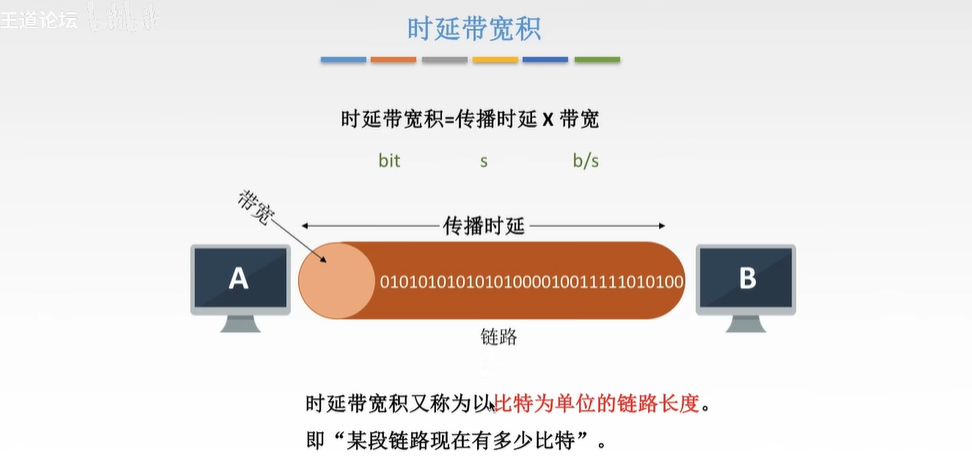 王道论坛
时延带宽积
时延带宽积=传播时延 X 带宽
bit s b/s
带宽
传播时延
A
010101010101010000100111110101​00
B
链路
时延带宽积又称为以比特为单位的链路长度。
即“某段链路现在有多少比特”。